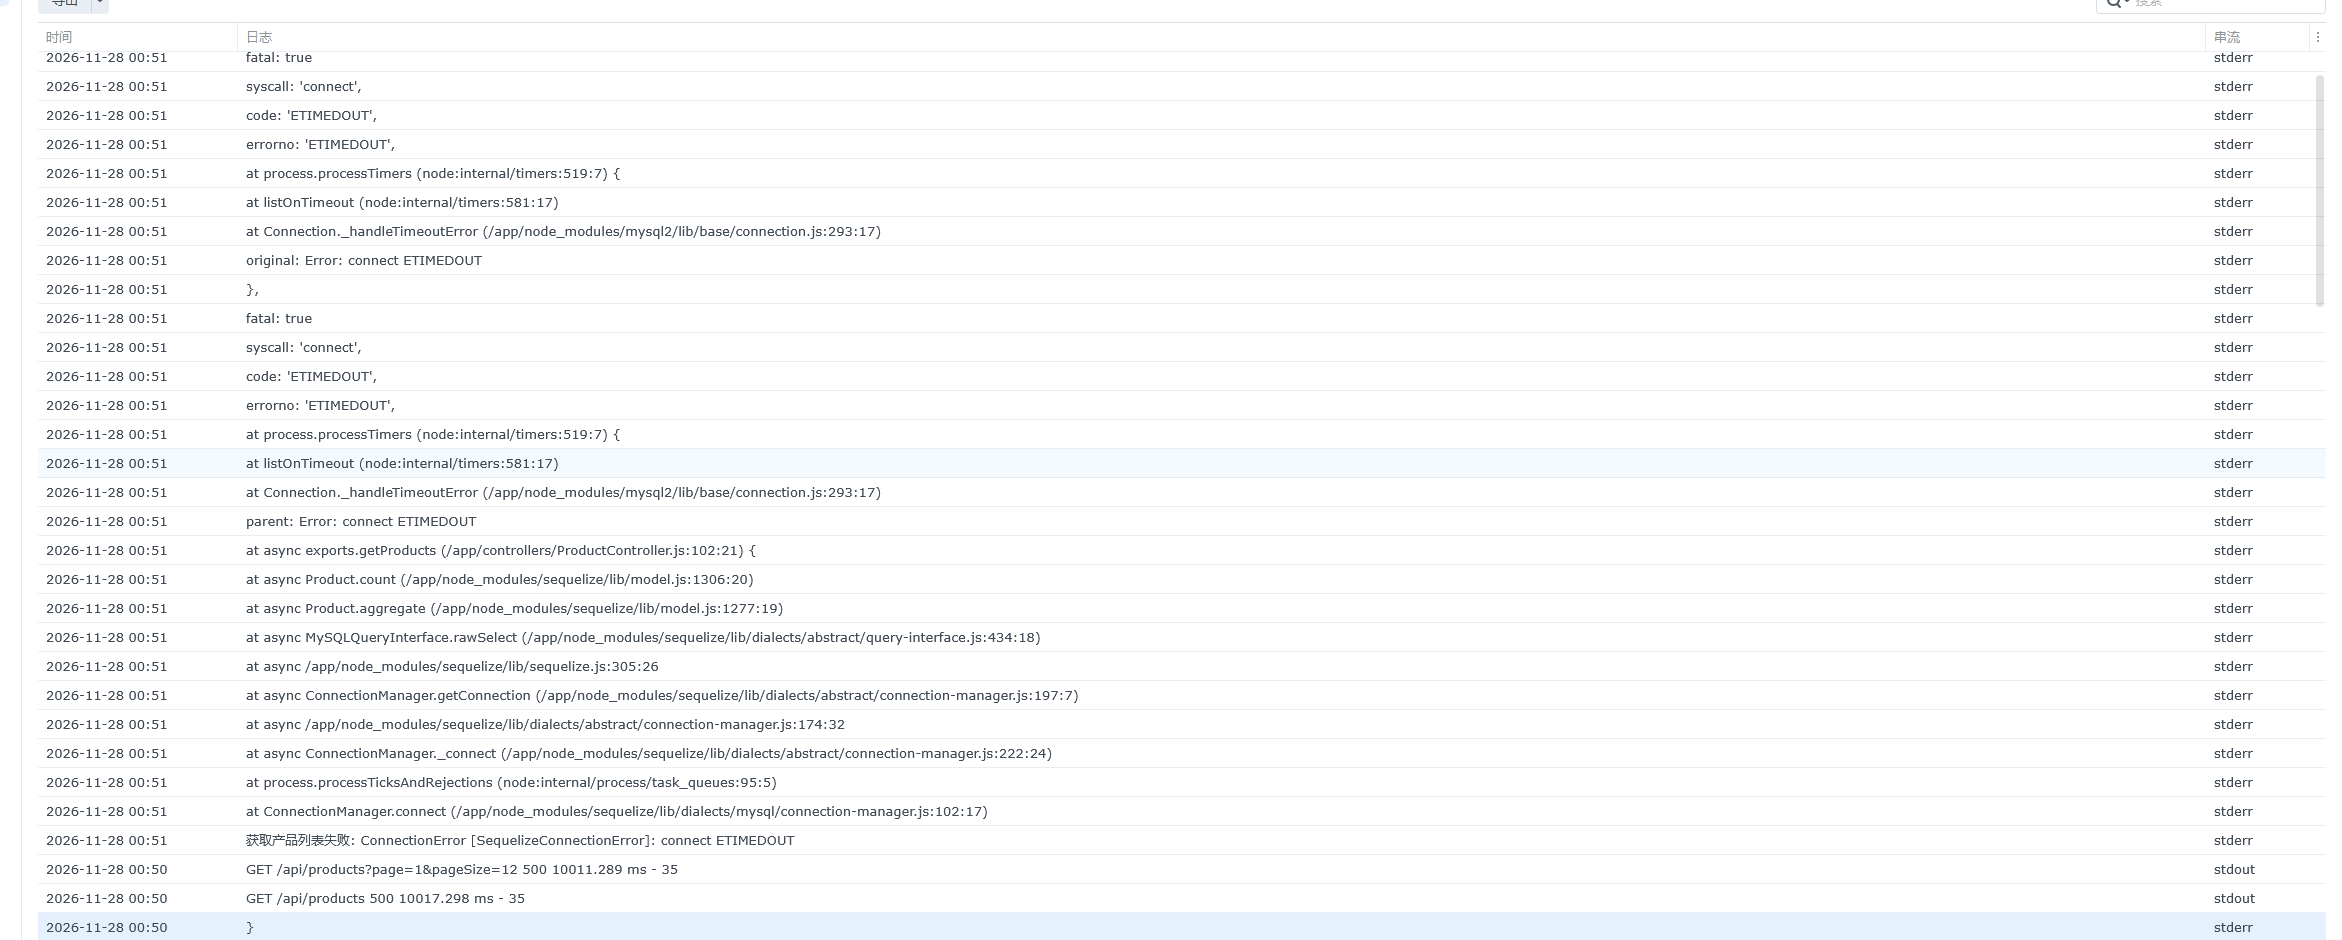 导出
搜索
时间 日志 串流
2026-11-28 00:51 fatal: true stderr
2026-11-28 00:51 syscall: 'connect', stderr
2026-11-28 00:51 code: 'ETIMEDOUT', stderr
2026-11-28 00:51 errorno: 'ETIMEDOUT', stderr
2026-11-28 00:51 at process.processTimers (node:internal/timers:519:7) { stderr
2026-11-28 00:51 at listOnTimeout (node:internal/timers:581:17) stderr
2026-11-28 00:51 at Connection._handleTimeoutError (/app/node_modules/mysql2/lib/base/connection.js:293:17) stderr
2026-11-28 00:51 original: Error: connect ETIMEDOUT stderr
2026-11-28 00:51 }, stderr
2026-11-28 00:51 fatal: true stderr
2026-11-28 00:51 syscall: 'connect', stderr
2026-11-28 00:51 code: 'ETIMEDOUT', stderr
2026-11-28 00:51 errorno: 'ETIMEDOUT', stderr
2026-11-28 00:51 at process.processTimers (node:internal/timers:519:7) { stderr
2026-11-28 00:51 at listOnTimeout (node:internal/timers:581:17) stderr
2026-11-28 00:51 at Connection._handleTimeoutError (/app/node_modules/mysql2/lib/base/connection.js:293:17) stderr
2026-11-28 00:51 parent: Error: connect ETIMEDOUT stderr
2026-11-28 00:51 at async exports.getProducts (/app/controllers/ProductController.js:102:21) { stderr
2026-11-28 00:51 at async Product.count (/app/node_modules/sequelize/lib/model.js:1306:20) stderr
2026-11-28 00:51 at async Product.aggregate (/app/node_modules/sequelize/lib/model.js:1277:19) stderr
2026-11-28 00:51 at async MySQLQueryInterface.rawSelect (/app/node_modules/sequelize/lib/dialects/abstract/query-interface.js:434:18) stderr
2026-11-28 00:51 at async /app/node_modules/sequelize/lib/sequelize.js:305:26 stderr
2026-11-28 00:51 at async ConnectionManager.getConnection (/app/node_modules/sequelize/lib/dialects/abstract/connection-manager.js:197:7) stderr
2026-11-28 00:51 at async /app/node_modules/sequelize/lib/dialects/abstract/connection-manager.js:174:32 stderr
2026-11-28 00:51 at async ConnectionManager._connect (/app/node_modules/sequelize/lib/dialects/abstract/connection-manager.js:222:24) stderr
2026-11-28 00:51 at process.processTicksAndRejections (node:internal/process/task_queues:95:5) stderr
2026-11-28 00:51 at ConnectionManager.connect (/app/node_modules/sequelize/lib/dialects/mysql/connection-manager.js:102:17) stderr
2026-11-28 00:51 获取产品列表失败: ConnectionError [SequelizeConnectionError]: connect ETIMEDOUT stderr
2026-11-28 00:50 GET /api/products?page=1&pageSize=12 500 10011.289 ms - 35 stdout
2026-11-28 00:50 GET /api/products 500 10017.298 ms - 35 stdout
2026-11-28 00:50 } stderr